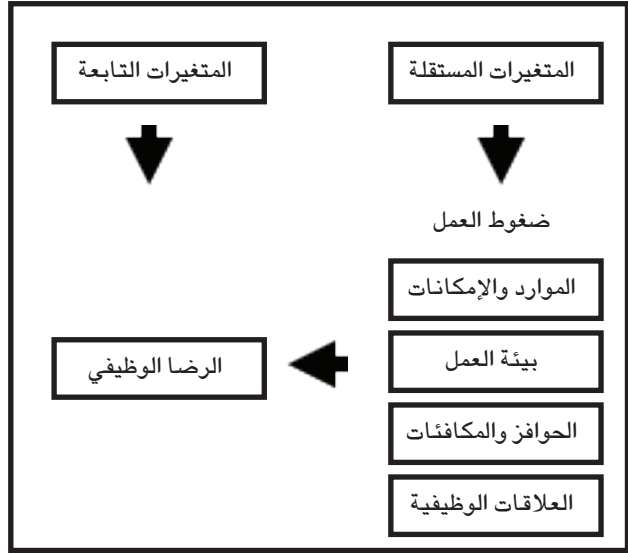 المتغيرات المستقلة
المتغيرات التابعة
ضغوط العمل
الموارد والإمكانات
بيئة العمل
الرضا الوظيفي
الحوافز والمكافئات
العلاقات الوظيفية